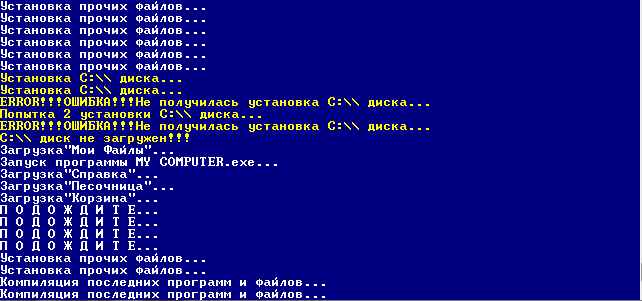 Установка прочих файлов...
Установка прочих файлов...
Установка прочих файлов...
Установка прочих файлов...
Установка прочих файлов...
Установка прочих файлов...
Установка C:\\ диска...
Установка C:\\ диска...
ERROR!!!ОШИБКА!!!Не получилась установка C:\\ диска...
Попытка 2 установки C:\\ диска...
ERROR!!!ОШИБКА!!!Не получилась установка C:\\ диска...
C:\\ диск не загружен!!!
Загрузка"Мои Файлы"...
Запуск программы MY COMPUTER.exe...
Загрузка"Справка"...
Загрузка"Песочница"...
Загрузка"Корзина"...
П О Д О Ж Д И Т Е...
П О Д О Ж Д И Т Е...
П О Д О Ж Д И Т Е...
П О Д О Ж Д И Т Е...
Установка прочих файлов...
Установка прочих файлов...
Компиляция последних программ и файлов...
Компиляция последних программ и файлов...